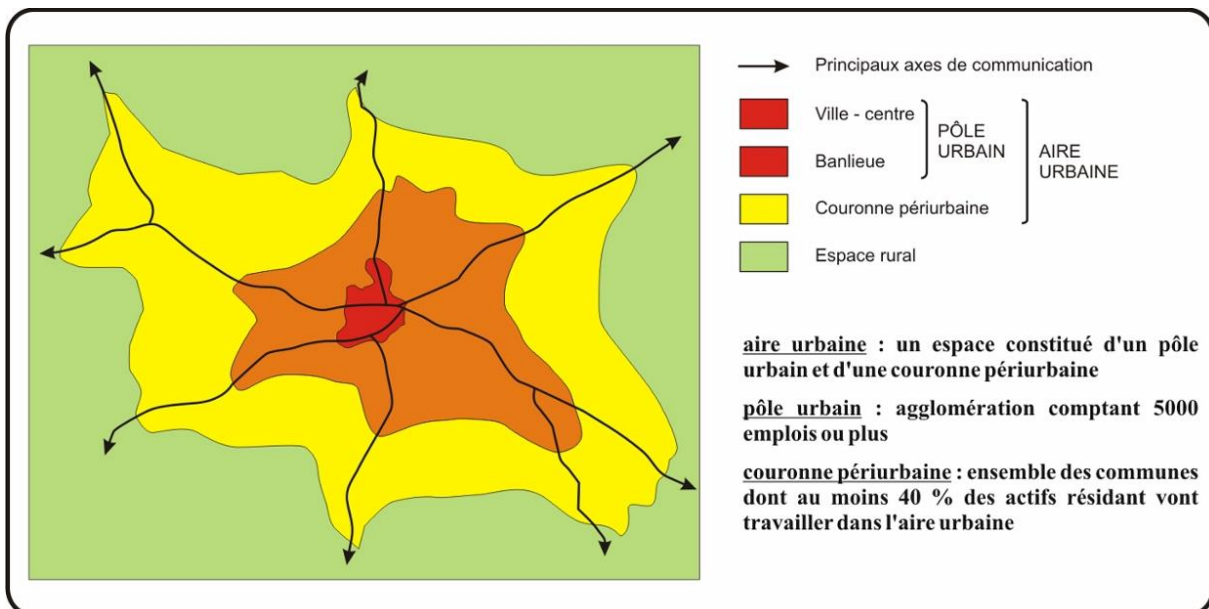 Principaux axes de communication
Ville - centre
Banlieue
PÔLE
URBAIN
AIRE
URBAINE
Couronne périurbaine
Espace rural
aire urbaine : un espace constitué d'un pôle
urbain et d'une couronne périurbaine
pôle urbain : agglomération comptant 5000
emplois ou plus
couronne périurbaine : ensemble des communes
dont au moins 40 % des actifs résidant vont
travailler dans l'aire urbaine